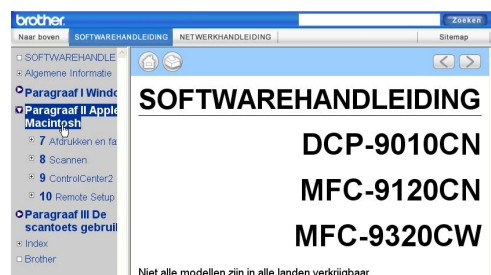 brother.
Zoeken
Naar boven SOFTWAREHANDLEIDING NETWERKHANDLEIDING Sitemap
SOFTWAREHANDLE
Algemene Informatie
Paragraaf I Windo
Paragraaf II Apple
Macintosh
7 Afdrukken en fa
8 Scannen
9 ControlCenter2
10 Remote Setup
Paragraaf III De
scantoets gebruil
Index
Brother
SOFTWAREHANDLEIDING
DCP-9010CN
MFC-9120CN
MFC-9320CW
Niet alle modellen zijn in alle landen verkrijgbaar.